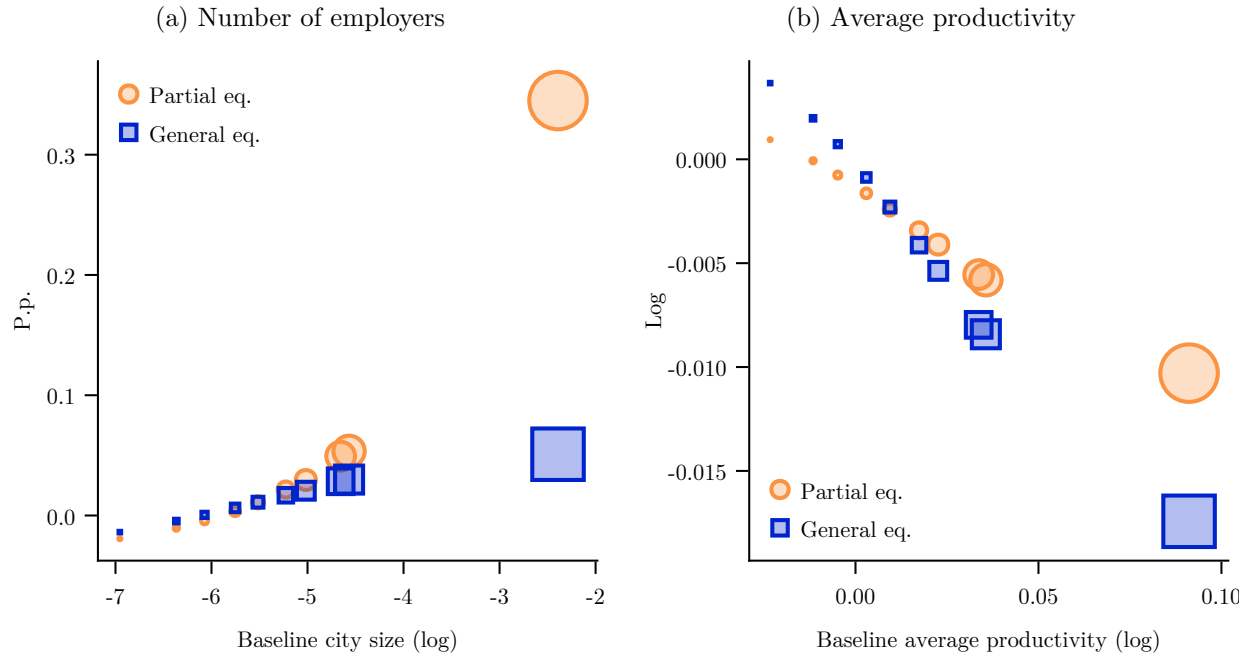 (a) Number of employers
Partial eq.
General eq.
0.3
0.2
0.1
0.0
P.p.
-7
-6
-5
-4
-3
-2
Baseline city size (log)
(b) Average productivity
0.000
-0.005
-0.010
-0.015
Log
Partial eq.
General eq.
0.00
0.05
0.10
Baseline average productivity (log)